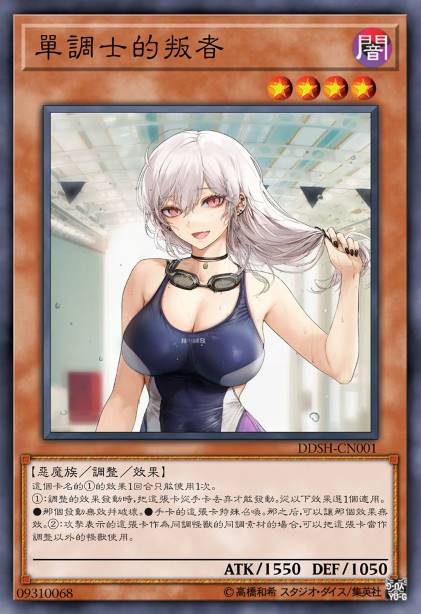 單調士的叛者
闇
DDSH-CN001
【惡魔族／調整／效果】
這個卡名的①的效果1回合只能使用1次。
①：調整的效果發動時，把這張卡從手卡丟棄才能發動。從以下效果選1個適用。
●那個發動無效并破壞。●手卡的這張卡特殊召喚。那之后，可以讓那個效果無
效。②：攻擊表示的這張卡作為同調怪獸的同調素材的場合，可以把這張卡當作
調整以外的怪獸使用。
ATK/1550 DEF/1050
09310068
©高橋和希 スタジオ・ダイス/集英社